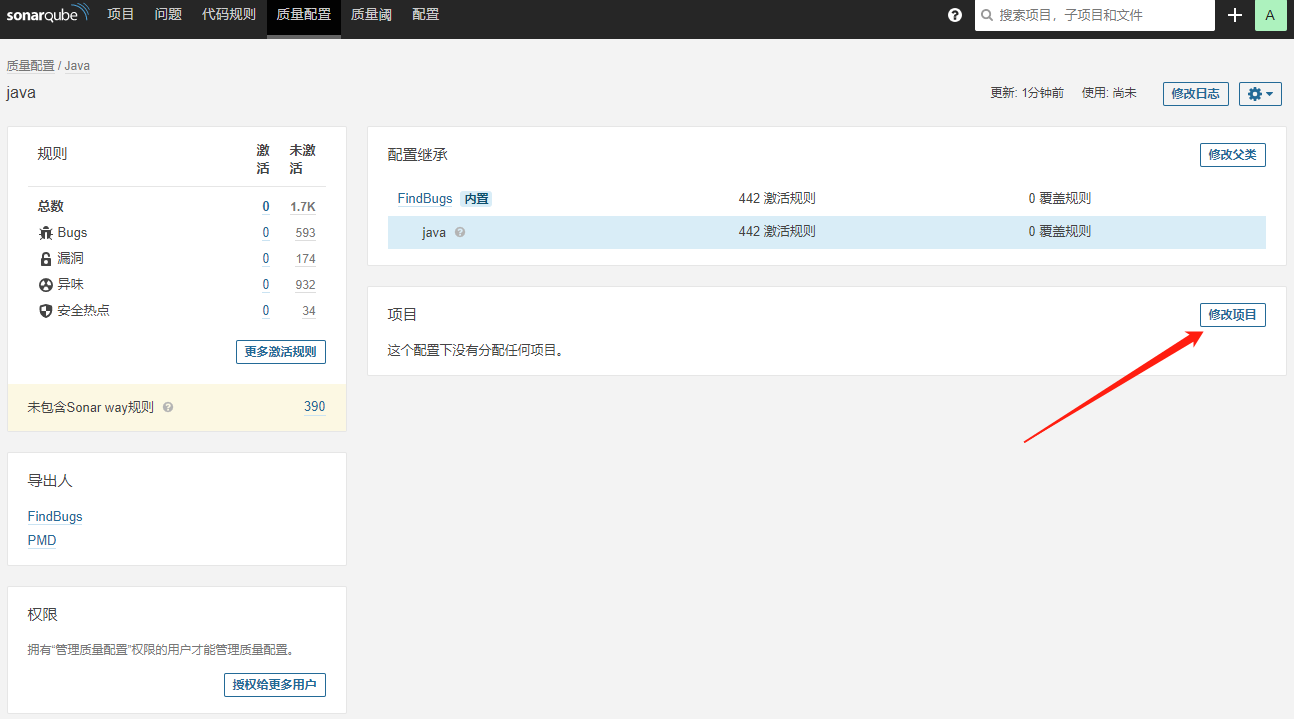 sonarqube 项目 问题 代码规则 质量配置 质量阈 配置 搜索项目，子项目和文件 A
质量配置 / Java
java
更新: 1分钟前 使用: 尚未 修改日志
规则 激活 未激活
总数 0 1.7K
Bugs 0 593
漏洞 0 174
异味 0 932
安全热点 0 34
更多激活规则
未包含Sonar way规则 390
导出人
FindBugs
PMD
权限
拥有“管理质量配置”权限的用户才能管理质量配置。
授权给更多用户
配置继承 修改父类
FindBugs 内置 442 激活规则 0 覆盖规则
java 442 激活规则 0 覆盖规则
项目 修改项目
这个配置下没有分配任何项目。